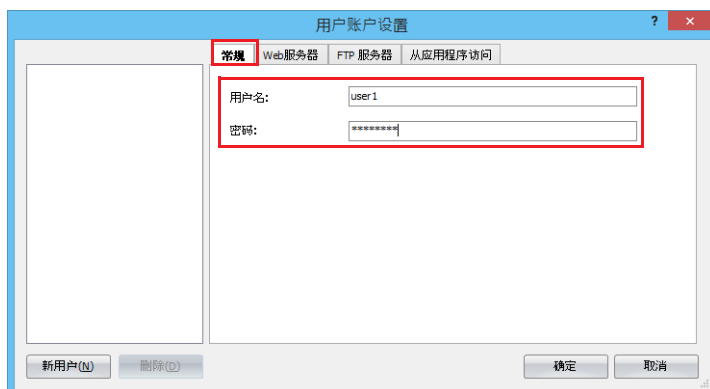 用户账户设置
?
常规 Web服务器 FTP 服务器 从应用程序访问
用户名: user1
密码: ********
新用户(N) 删除(D) 确定 取消